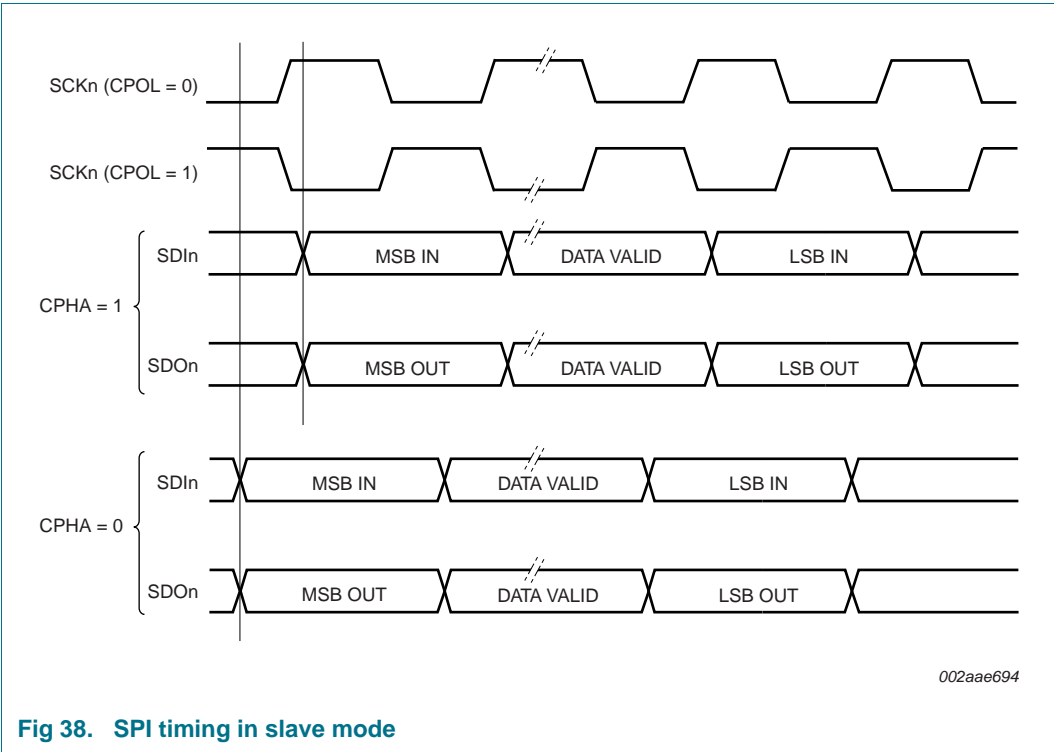 SCKn (CPOL = 0)
SCKn (CPOL = 1)
CPHA = 1
SDIn
MSB IN
DATA VALID
LSB IN
SDOn
MSB OUT
DATA VALID
LSB OUT
CPHA = 0
SDIn
MSB IN
DATA VALID
LSB IN
SDOn
MSB OUT
DATA VALID
LSB OUT
002aae694
Fig 38. SPI timing in slave mode